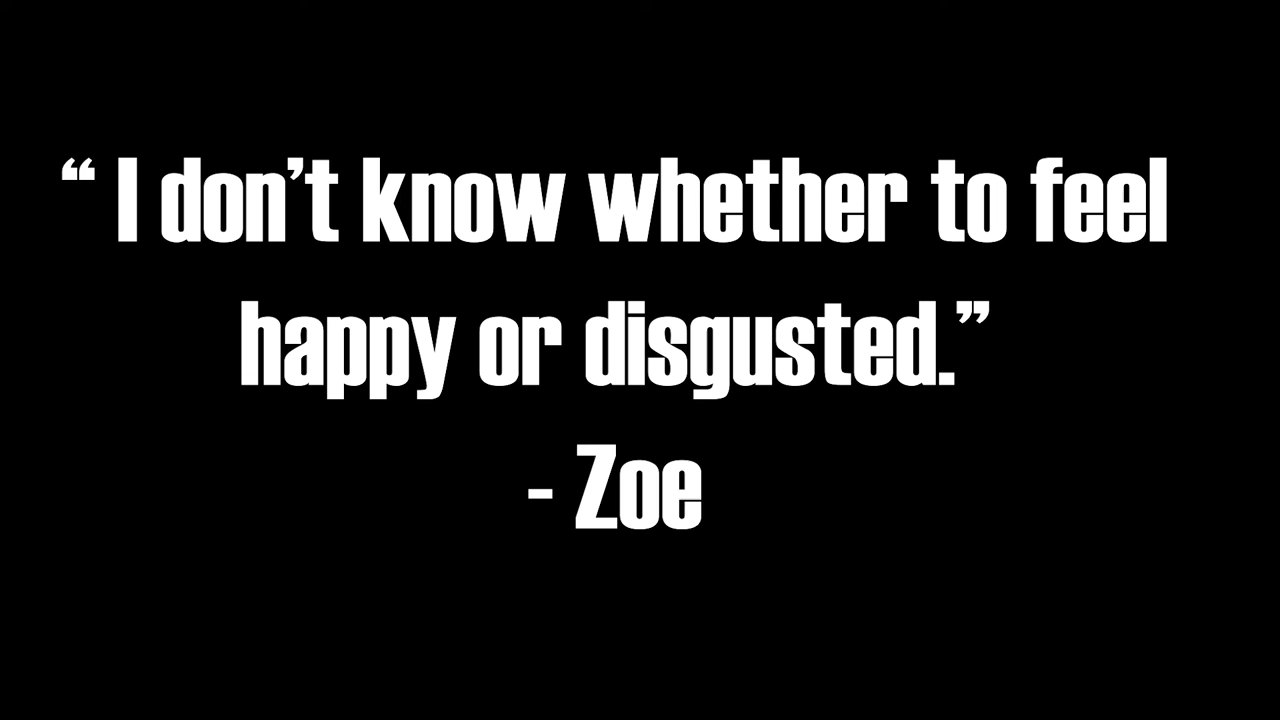 “ I don’t know whether to feel
happy or disgusted.”
- Zoe